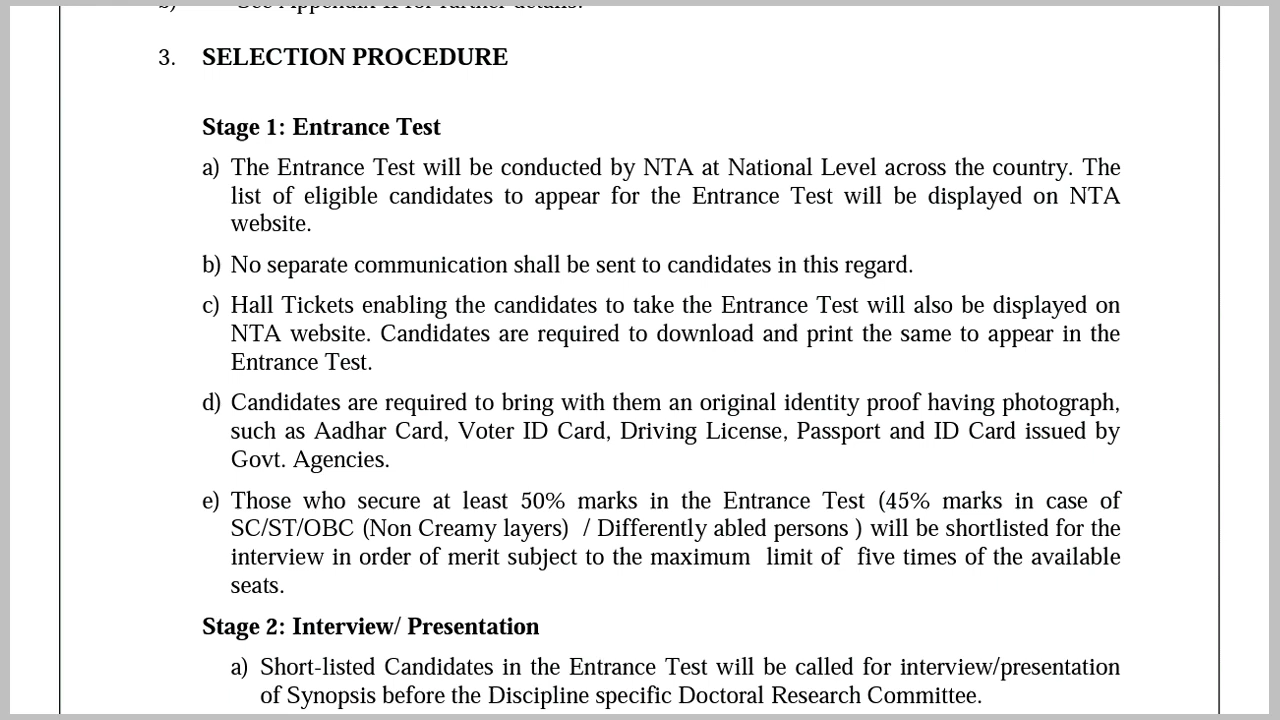 b) See Appendix II for further details.
3. SELECTION PROCEDURE
Stage 1: Entrance Test
a) The Entrance Test will be conducted by NTA at National Level across the country. The
list of eligible candidates to appear for the Entrance Test will be displayed on NTA
website.
b) No separate communication shall be sent to candidates in this regard.
c) Hall Tickets enabling the candidates to take the Entrance Test will also be displayed on
NTA website. Candidates are required to download and print the same to appear in the
Entrance Test.
d) Candidates are required to bring with them an original identity proof having photograph,
such as Aadhar Card, Voter ID Card, Driving License, Passport and ID Card issued by
Govt. Agencies.
e) Those who secure at least 50% marks in the Entrance Test (45% marks in case of
SC/ST/OBC (Non Creamy layers) / Differently abled persons ) will be shortlisted for the
interview in order of merit subject to the maximum limit of five times of the available
seats.
Stage 2: Interview/ Presentation
a) Short-listed Candidates in the Entrance Test will be called for interview/presentation
of Synopsis before the Discipline specific Doctoral Research Committee.